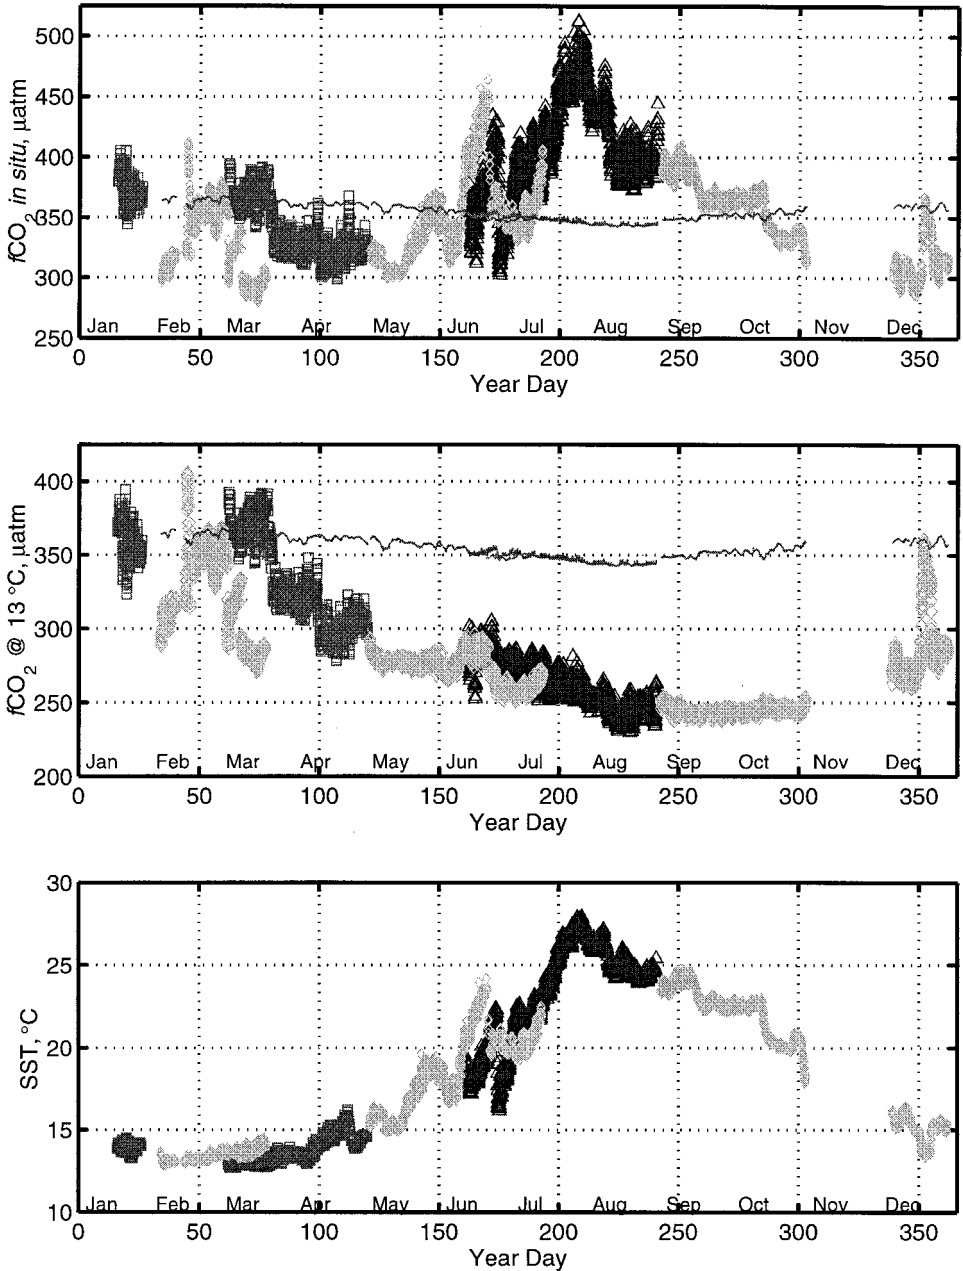 500
450
400
350
300
250
fCO2 in situ, µatm
Jan Feb Mar Apr May Jun Jul Aug Sep Oct Nov Dec
0 50 100 150 200 250 300 350
Year Day
400
350
300
250
200
fCO2 @ 13 °C, µatm
Jan Feb Mar Apr May Jun Jul Aug Sep Oct Nov Dec
0 50 100 150 200 250 300 350
Year Day
30
25
20
15
10
SST, °C
Jan Feb Mar Apr May Jun Jul Aug Sep Oct Nov Dec
0 50 100 150 200 250 300 350
Year Day